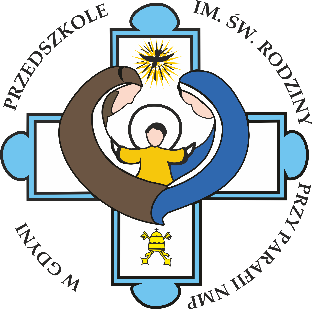 PRZEDSZKOLE
IM. ŚW. RODZINY
PRZY PARAFII NMP
W GDYNI